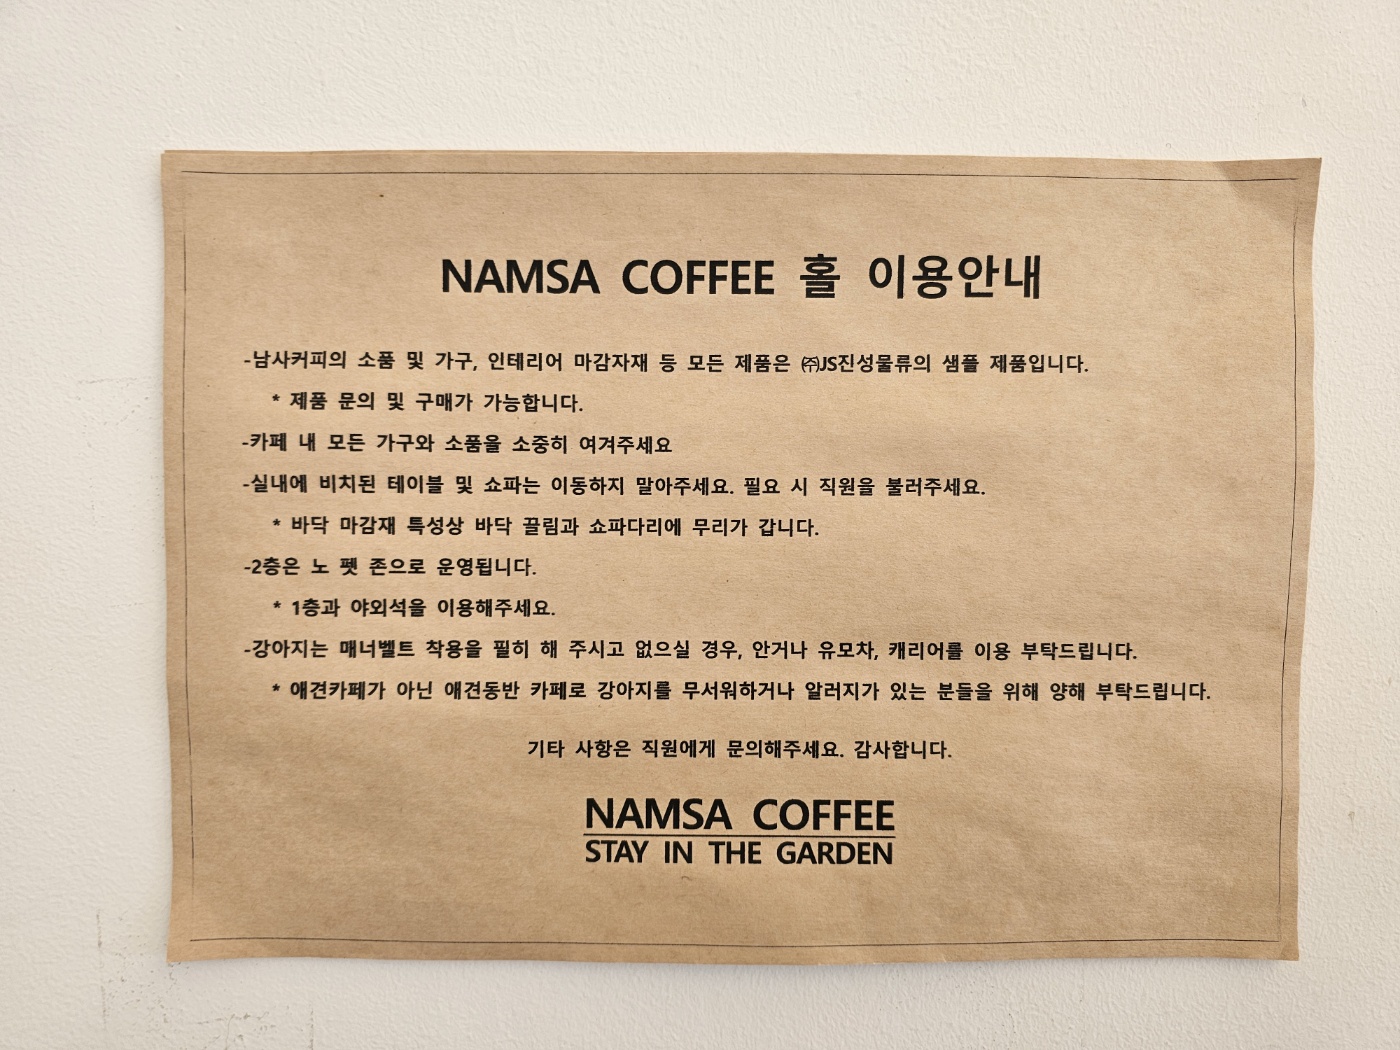 NAMSA COFFEE 홀 이용안내
-남사커피의 소품 및 가구, 인테리어 마감자재 등 모든 제품은 ㈜JS진성물류의 샘플 제품입니다.
* 제품 문의 및 구매가 가능합니다.
-카페 내 모든 가구와 소품을 소중히 여겨주세요
-실내에 비치된 테이블 및 쇼파는 이동하지 말아주세요. 필요 시 직원을 불러주세요.
* 바닥 마감재 특성상 바닥 끌림과 쇼파다리에 무리가 갑니다.
-2층은 노 펫 존으로 운영됩니다.
* 1층과 야외석을 이용해주세요.
-강아지는 매너벨트 착용을 필히 해 주시고 없으실 경우, 안거나 유모차, 캐리어를 이용 부탁드립니다.
* 애견카페가 아닌 애견동반 카페로 강아지를 무서워하거나 알러지가 있는 분들을 위해 양해 부탁드립니다.
기타 사항은 직원에게 문의해주세요. 감사합니다.
NAMSA COFFEE
STAY IN THE GARDEN